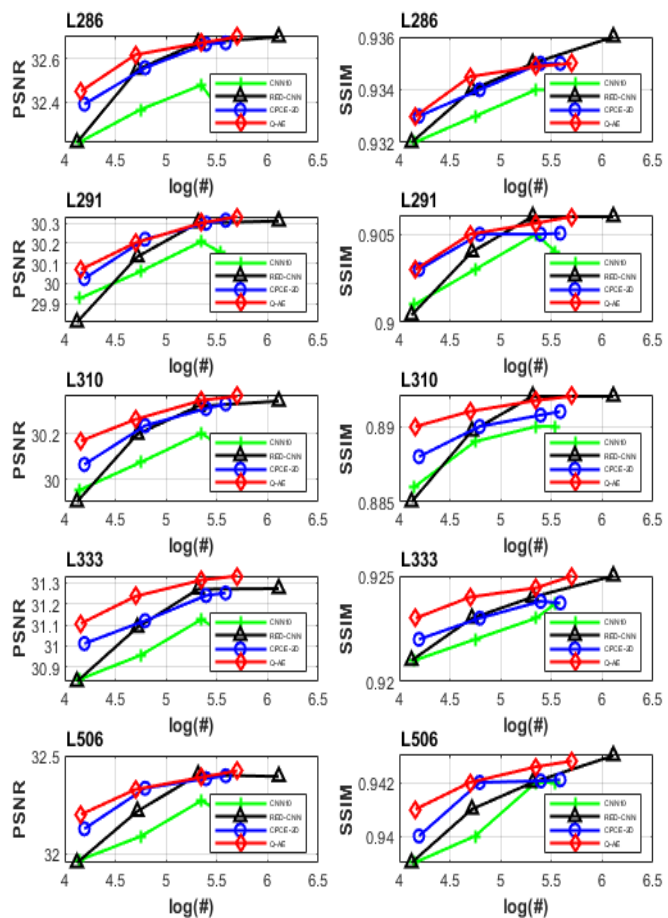 L286
PSNR
32.6
32.4
4 4.5 5 5.5 6 6.5
log(#)
CNN10
RED-CNN
CPCE-2D
Q-AE
L286
SSIM
0.936
0.934
0.932
4 4.5 5 5.5 6 6.5
log(#)
CNN10
RED-CNN
CPCE-2D
Q-AE
L291
PSNR
30.3
30.2
30.1
30
29.9
4 4.5 5 5.5 6 6.5
log(#)
CNN10
RED-CNN
CPCE-2D
Q-AE
L291
SSIM
0.905
0.9
4 4.5 5 5.5 6 6.5
log(#)
CNN10
RED-CNN
CPCE-2D
Q-AE
L310
PSNR
30.2
30
4 4.5 5 5.5 6 6.5
log(#)
CNN10
RED-CNN
CPCE-2D
Q-AE
L310
SSIM
0.89
0.885
4 4.5 5 5.5 6 6.5
log(#)
CNN10
RED-CNN
CPCE-2D
Q-AE
L333
PSNR
31.3
31.2
31.1
31
30.9
4 4.5 5 5.5 6 6.5
log(#)
CNN10
RED-CNN
CPCE-2D
Q-AE
L333
SSIM
0.925
0.92
4 4.5 5 5.5 6 6.5
log(#)
CNN10
RED-CNN
CPCE-2D
Q-AE
L506
PSNR
32.5
32
4 4.5 5 5.5 6 6.5
log(#)
CNN10
RED-CNN
CPCE-2D
Q-AE
L506
SSIM
0.942
0.94
4 4.5 5 5.5 6 6.5
log(#)
CNN10
RED-CNN
CPCE-2D
Q-AE